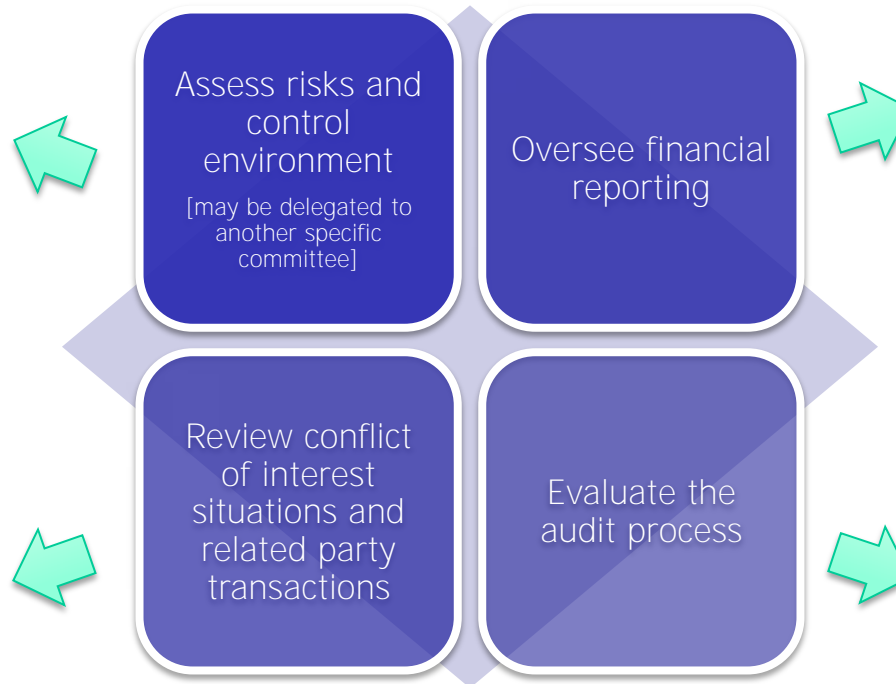 Assess risks and
control
environment
[may be delegated to
another specific
committee]
Oversee financial
reporting
Review conflict
of interest
situations and
related party
transactions
Evaluate the
audit process